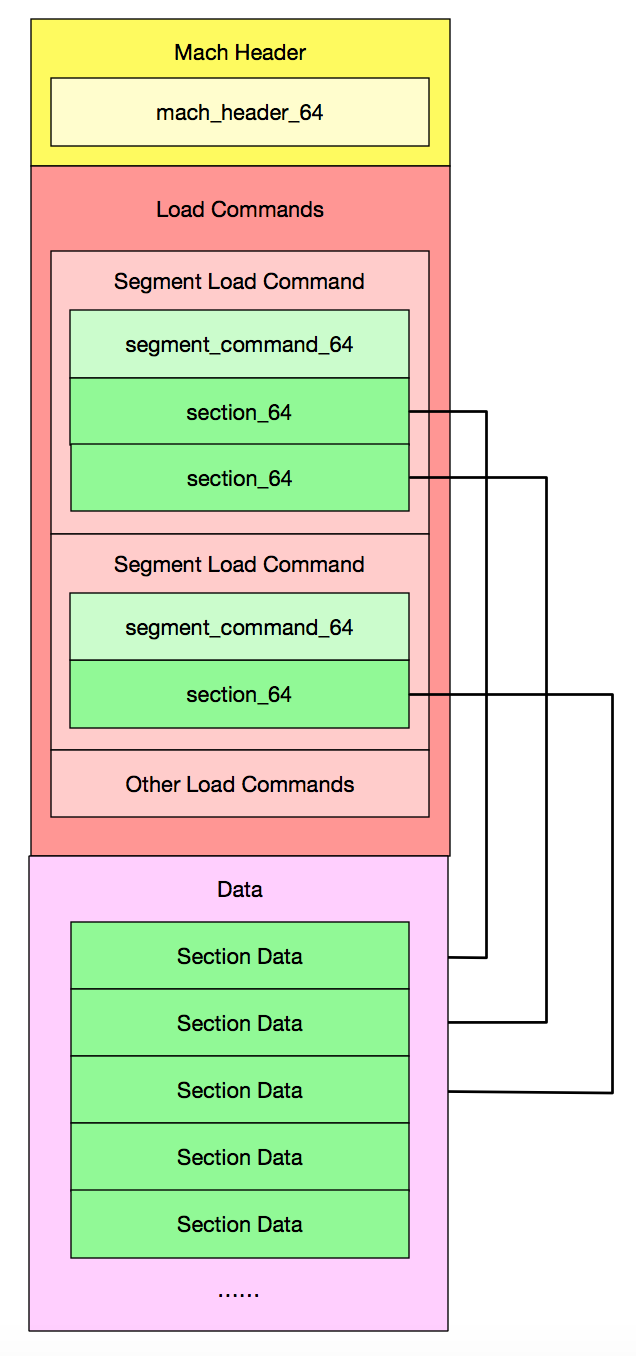 Mach Header
mach_header_64
Load Commands
Segment Load Command
segment_command_64
section_64
section_64
Segment Load Command
segment_command_64
section_64
Other Load Commands
Data
Section Data
Section Data
Section Data
Section Data
Section Data
......